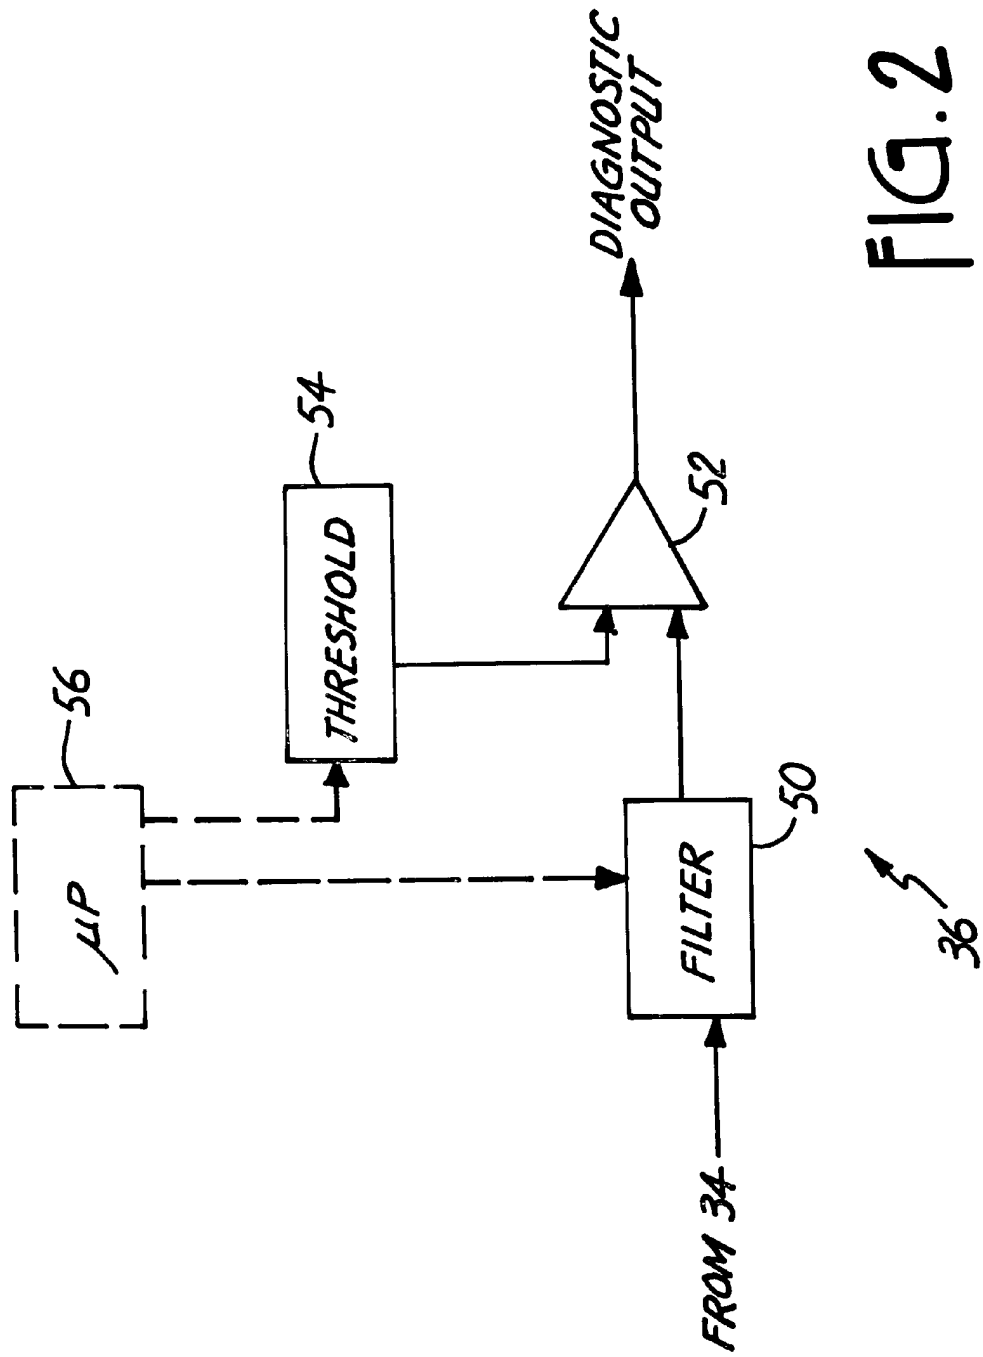 µP
56
THRESHOLD
54
DIAGNOSTIC
OUTPUT
52
FILTER
50
FROM 34
36
FIG. 2